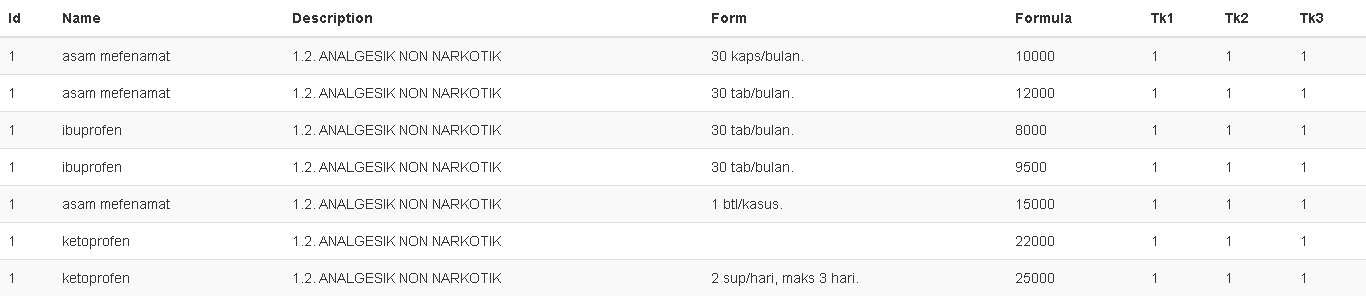 Id Name Description Form Formula Tk1 Tk2 Tk3
1 asam mefenamat 1.2. ANALGESIK NON NARKOTIK 30 kaps/bulan. 10000 1 1 1
1 asam mefenamat 1.2. ANALGESIK NON NARKOTIK 30 tab/bulan. 12000 1 1 1
1 ibuprofen 1.2. ANALGESIK NON NARKOTIK 30 tab/bulan. 8000 1 1 1
1 ibuprofen 1.2. ANALGESIK NON NARKOTIK 30 tab/bulan. 9500 1 1 1
1 asam mefenamat 1.2. ANALGESIK NON NARKOTIK 1 btl/kasus. 15000 1 1 1
1 ketoprofen 1.2. ANALGESIK NON NARKOTIK 22000 1 1 1
1 ketoprofen 1.2. ANALGESIK NON NARKOTIK 2 sup/hari, maks 3 hari. 25000 1 1 1